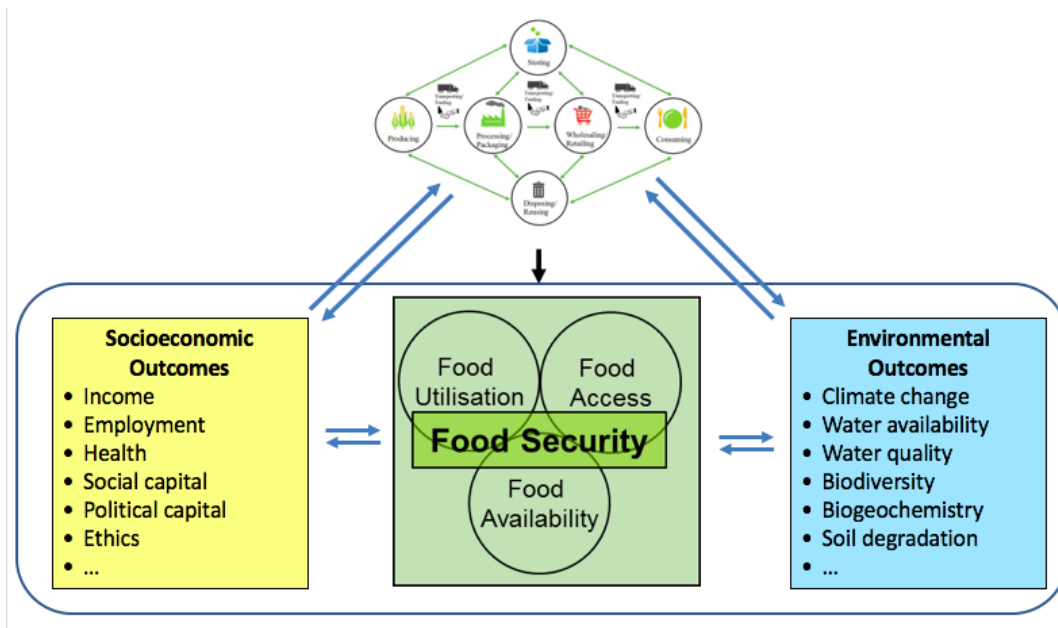 Storing
Transporting/
Trading
Transporting/
Trading
Transporting/
Trading
Producing
Processing/
Packaging
Wholesaling/
Retailing
Consuming
Disposing/
Reusing
Socioeconomic
Outcomes
• Income
• Employment
• Health
• Social capital
• Political capital
• Ethics
• ...
Food
Utilisation
Food
Access
Food Security
Food
Availability
Environmental
Outcomes
• Climate change
• Water availability
• Water quality
• Biodiversity
• Biogeochemistry
• Soil degradation
• ...